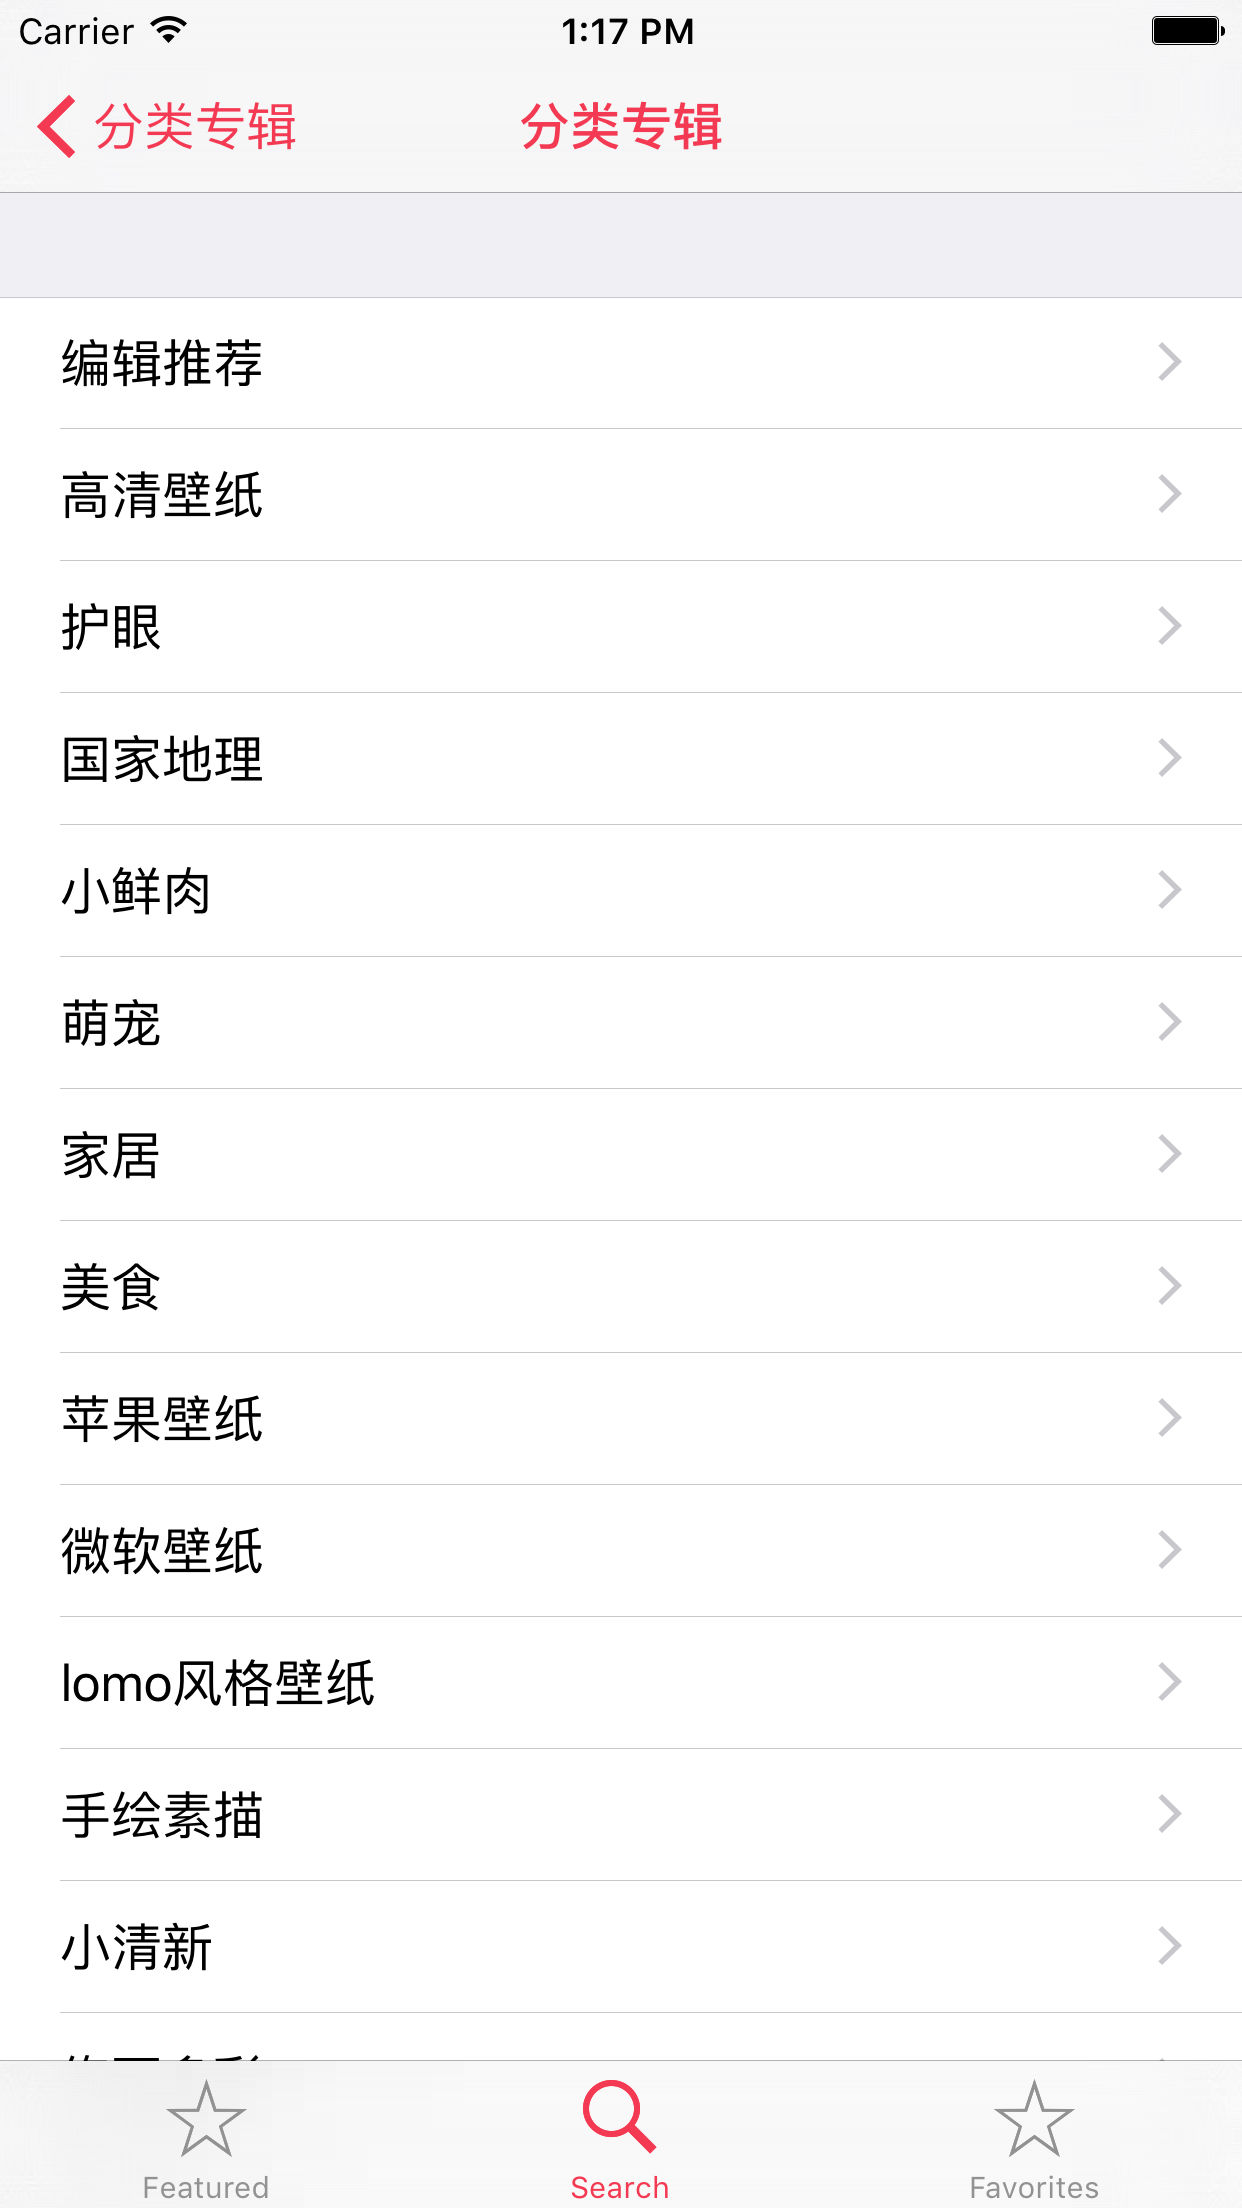 Carrier 1:17 PM
分类专辑 分类专辑
编辑推荐
高清壁纸
护眼
国家地理
小鲜肉
萌宠
家居
美食
苹果壁纸
微软壁纸
lomo风格壁纸
手绘素描
小清新
Featured Search Favorites